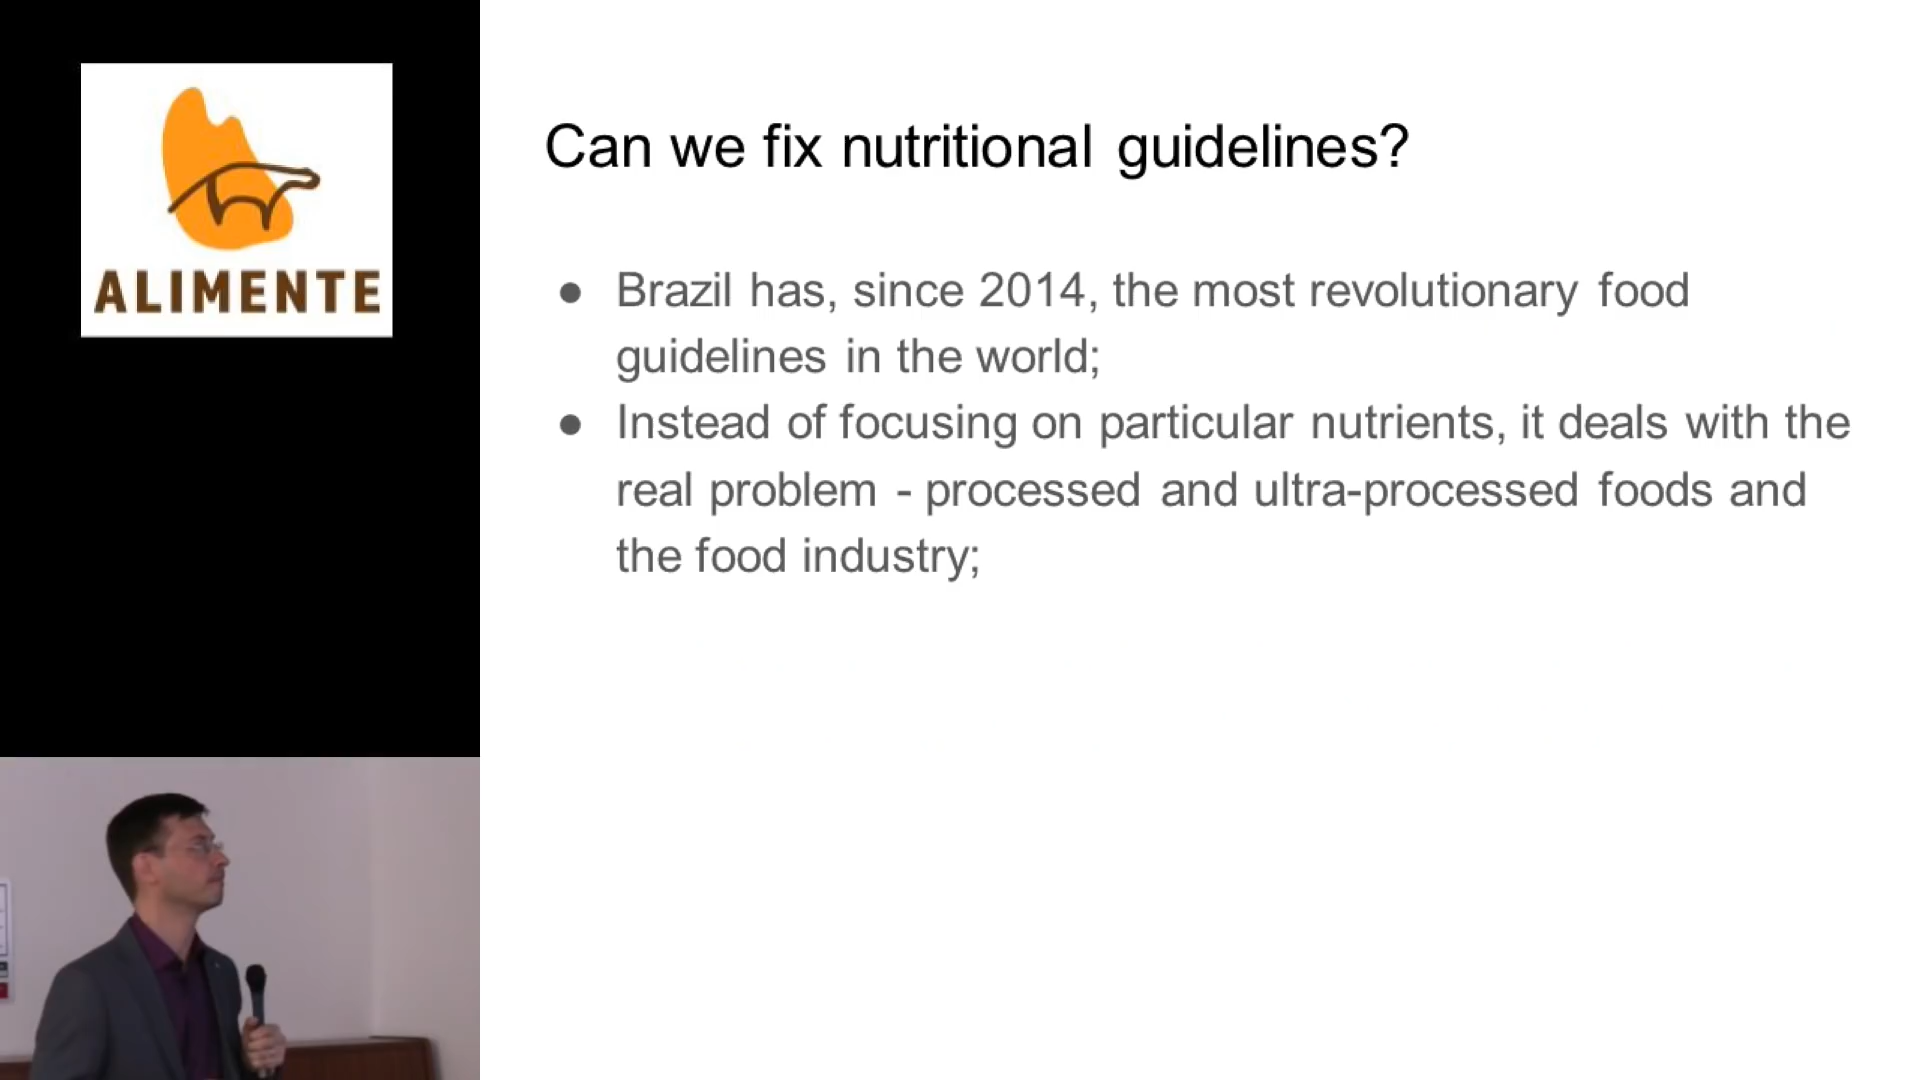 ALIMENTE
Can we fix nutritional guidelines?
● Brazil has, since 2014, the most revolutionary food
guidelines in the world;
● Instead of focusing on particular nutrients, it deals with the
real problem - processed and ultra-processed foods and
the food industry;